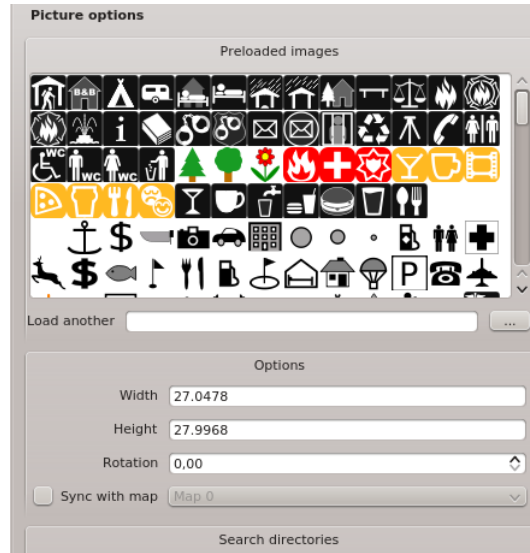 Picture options
Preloaded images
B&B
i
WC
WC
WC
$
$
P
Load another
...
Options
Width 27.0478
Height 27.9968
Rotation 0,00
Sync with map Map 0
Search directories